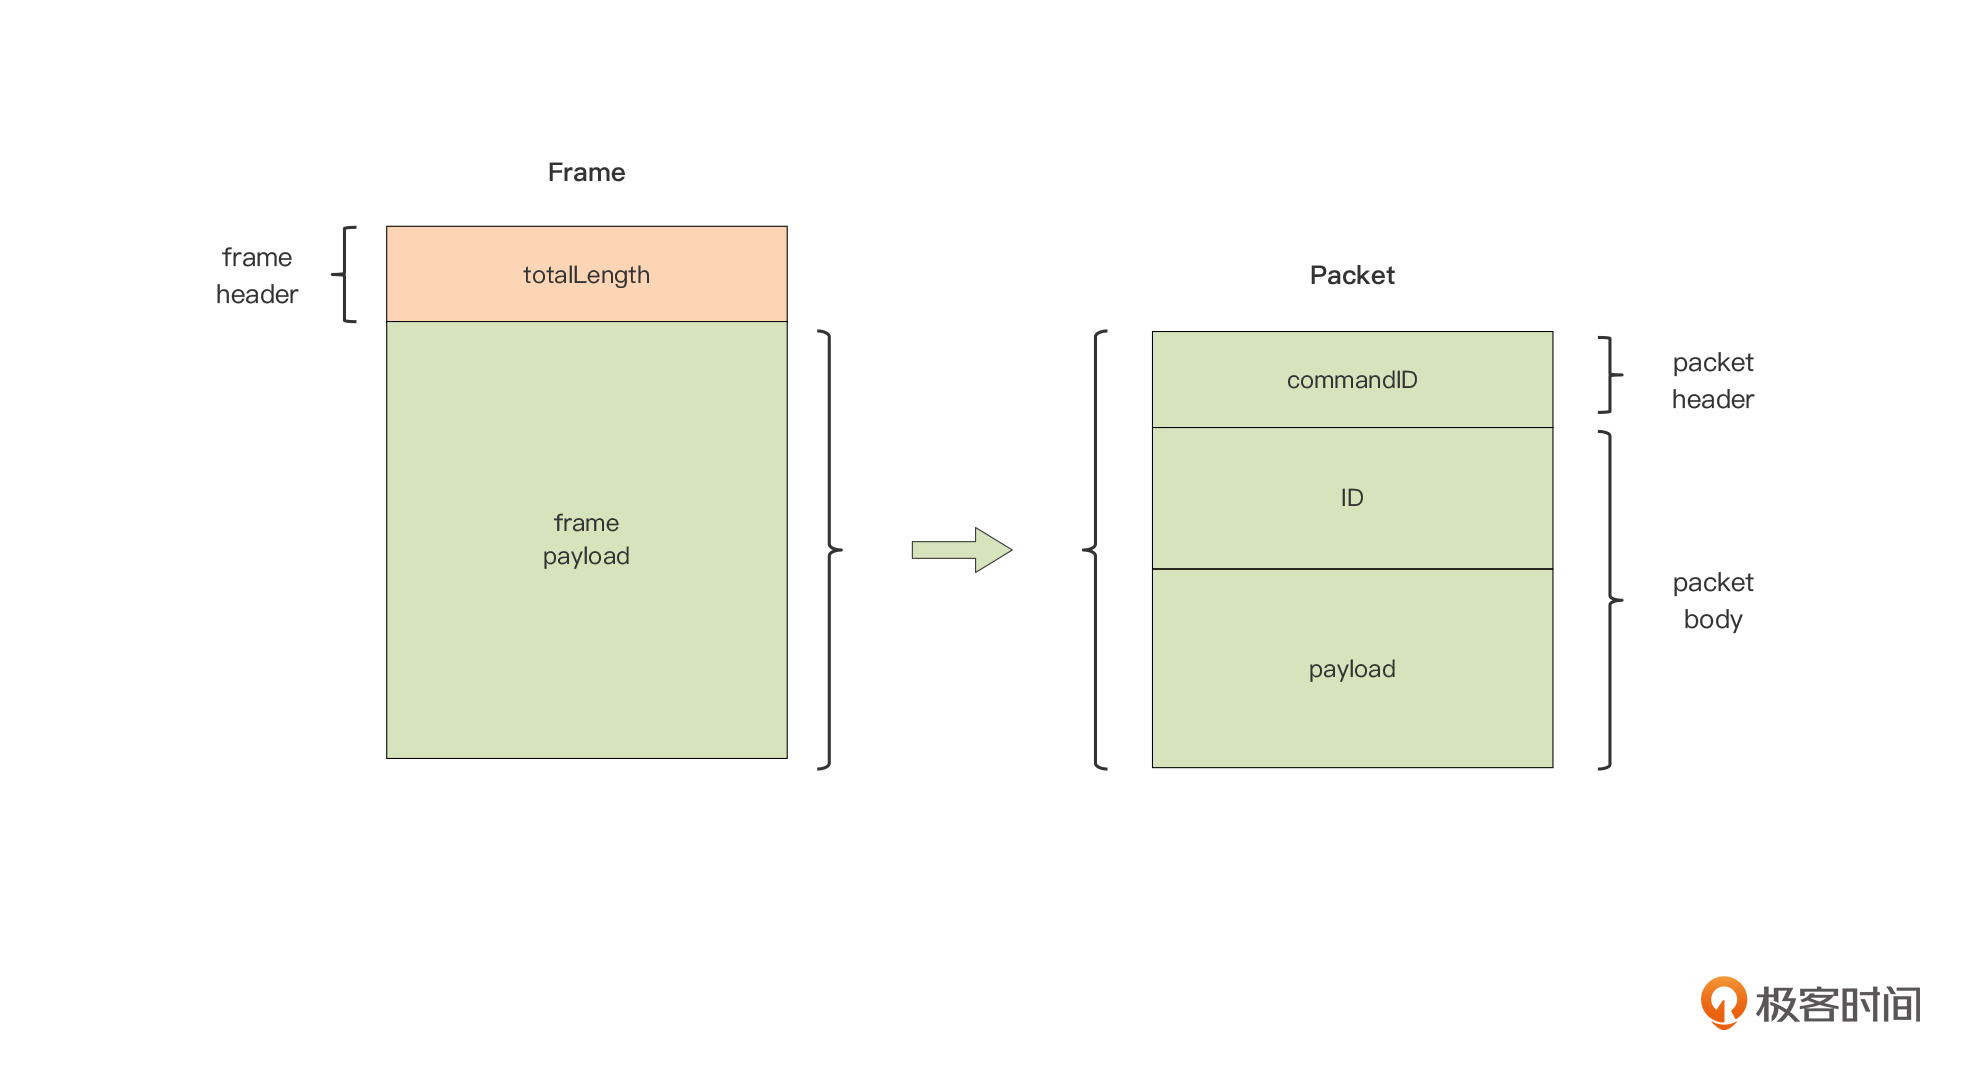 Frame
frame
header
totalLength
frame
payload
Packet
commandID
ID
payload
packet
header
packet
body
极客时间